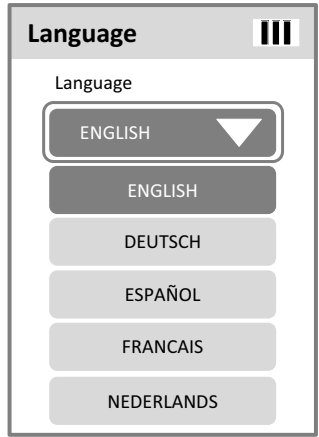 Language
Language
ENGLISH
ENGLISH
DEUTSCH
ESPAÑOL
FRANCAIS
NEDERLANDS